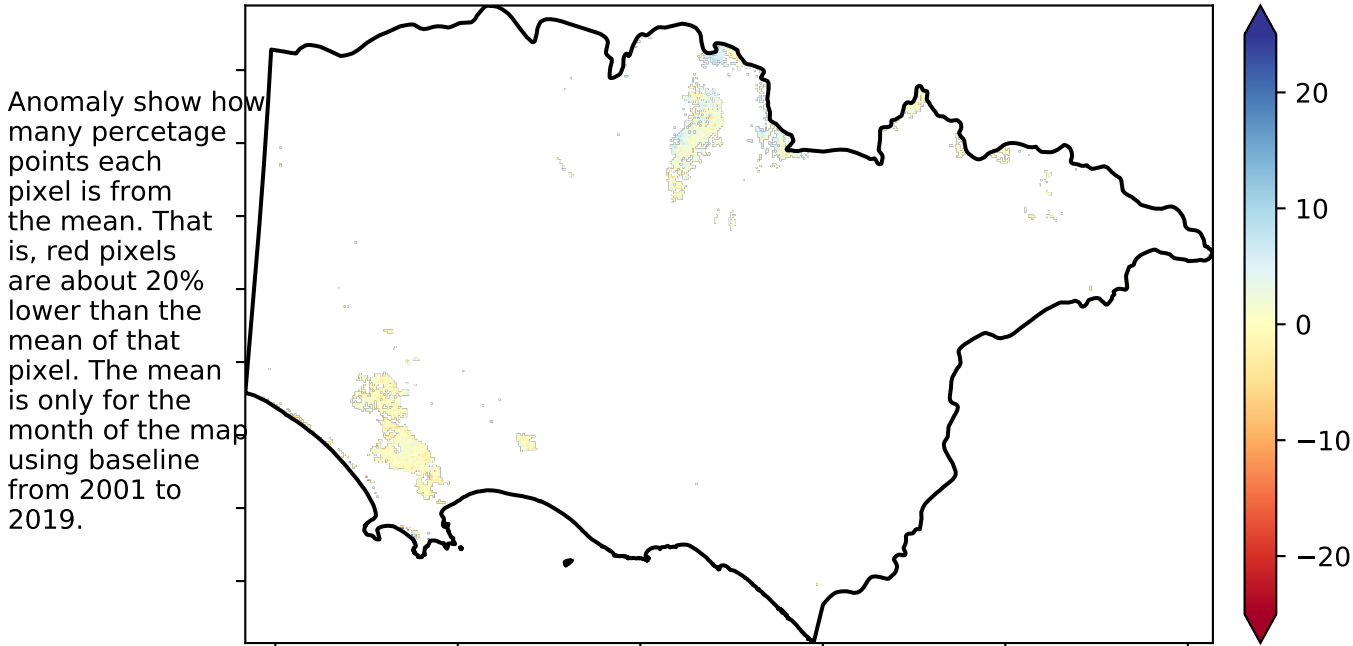 Anomaly show how
many percetage
points each
pixel is from
the mean. That
is, red pixels
are about 20%
lower than the
mean of that
pixel. The mean
is only for the
month of the map
using baseline
from 2001 to
2019.
20
10
0
−10
−20